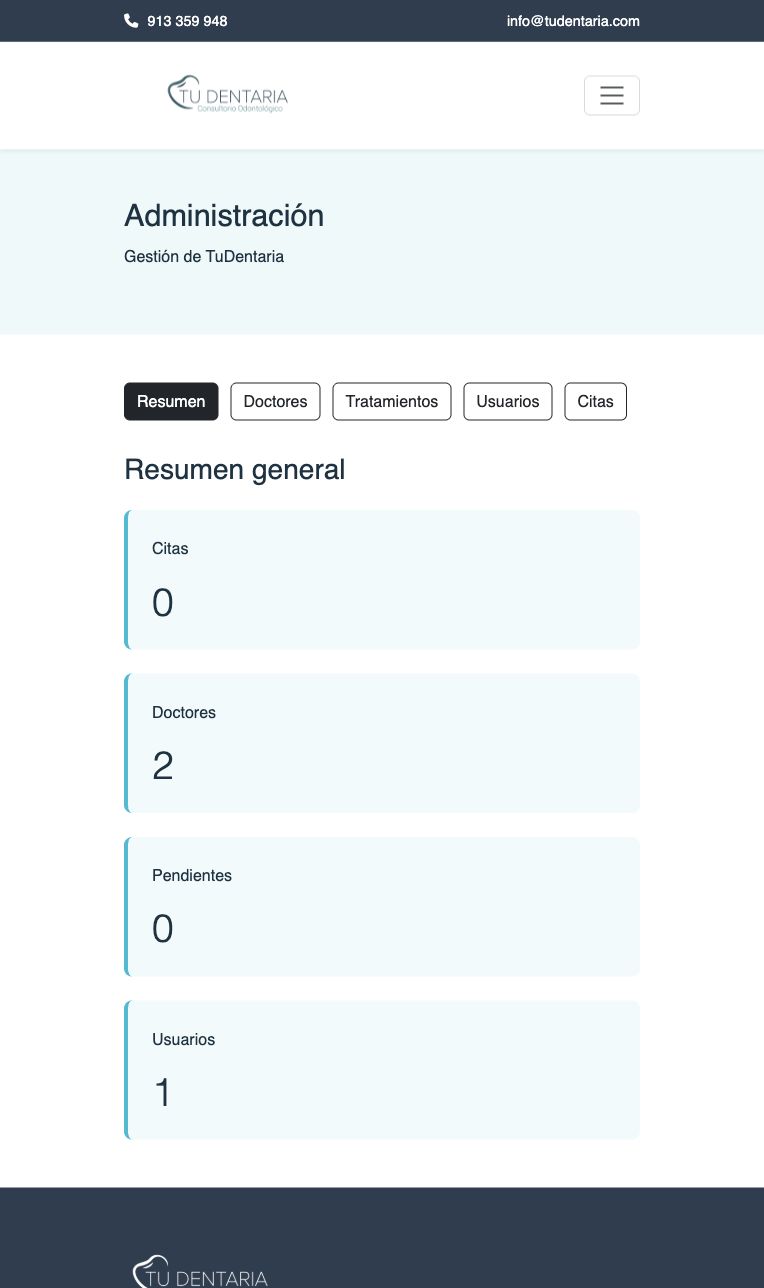 913 359 948 info@tudentaria.com
TU DENTARIA
Consultorio Odontológico
Administración
Gestión de TuDentaria
Resumen Doctores Tratamientos Usuarios Citas
Resumen general
Citas
0
Doctores
2
Pendientes
0
Usuarios
1
TU DENTARIA